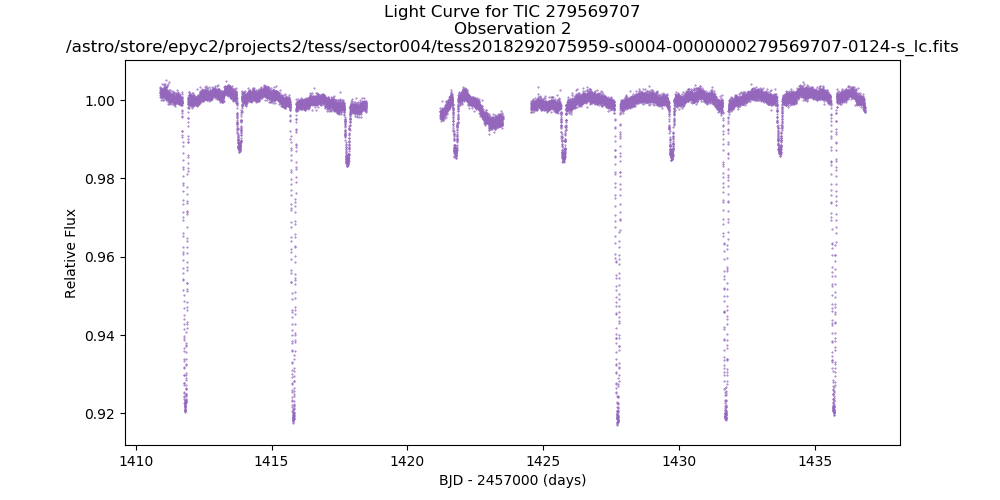 Light Curve for TIC 279569707
Observation 2
/astro/store/epyc2/projects2/tess/sector004/tess2018292075959-s0004-0000000279569707-0124-s_lc.fits
1.00
0.98
0.96
0.94
0.92
Relative Flux
1410 1415 1420 1425 1430 1435
BJD - 2457000 (days)